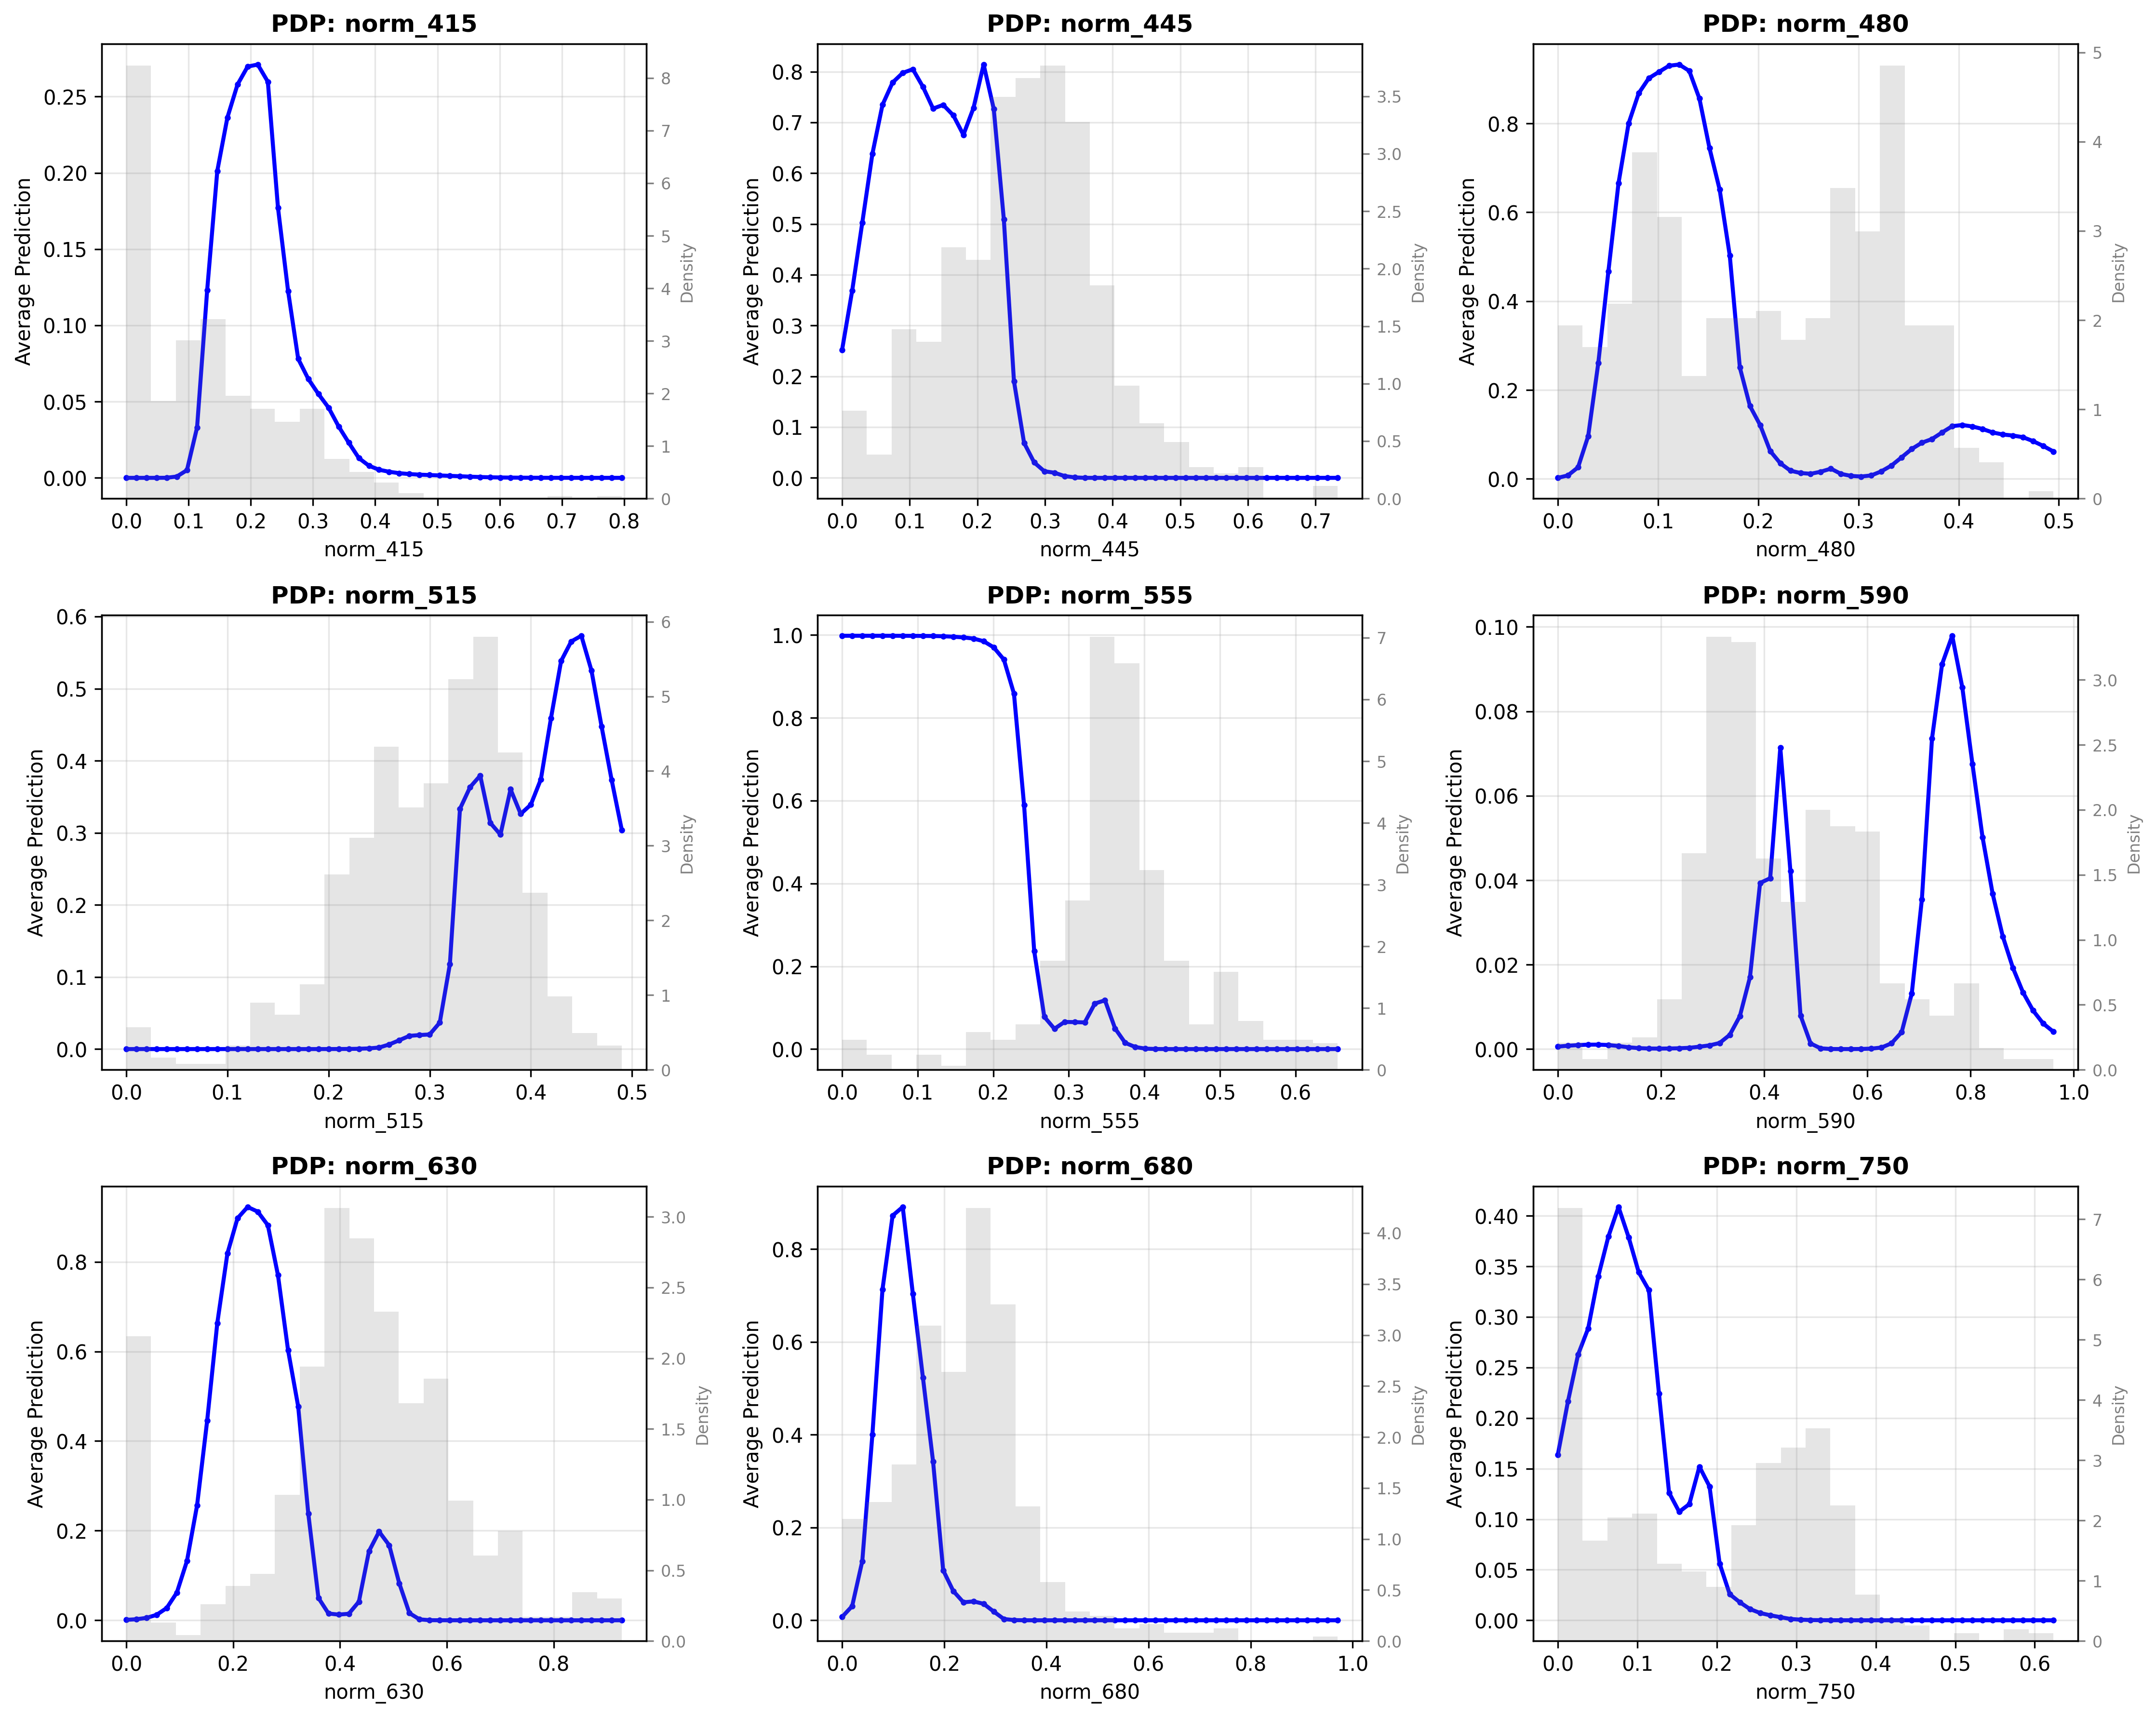 PDP: norm_415
0.25
0.20
0.15
0.10
0.05
0.00
Average Prediction
8
7
6
5
4
3
2
1
0
Density
0.0 0.1 0.2 0.3 0.4 0.5 0.6 0.7 0.8
norm_415
PDP: norm_445
0.8
0.7
0.6
0.5
0.4
0.3
0.2
0.1
0.0
Average Prediction
3.5
3.0
2.5
2.0
1.5
1.0
0.5
0.0
Density
0.0 0.1 0.2 0.3 0.4 0.5 0.6 0.7
norm_445
PDP: norm_480
0.8
0.6
0.4
0.2
0.0
Average Prediction
5
4
3
2
1
0
Density
0.0 0.1 0.2 0.3 0.4 0.5
norm_480
PDP: norm_515
0.6
0.5
0.4
0.3
0.2
0.1
0.0
Average Prediction
6
5
4
3
2
1
0
Density
0.0 0.1 0.2 0.3 0.4 0.5
norm_515
PDP: norm_555
1.0
0.8
0.6
0.4
0.2
0.0
Average Prediction
7
6
5
4
3
2
1
0
Density
0.0 0.1 0.2 0.3 0.4 0.5 0.6
norm_555
PDP: norm_590
0.10
0.08
0.06
0.04
0.02
0.00
Average Prediction
3.0
2.5
2.0
1.5
1.0
0.5
0.0
Density
0.0 0.2 0.4 0.6 0.8 1.0
norm_590
PDP: norm_630
0.8
0.6
0.4
0.2
0.0
Average Prediction
3.0
2.5
2.0
1.5
1.0
0.5
0.0
Density
0.0 0.2 0.4 0.6 0.8
norm_630
PDP: norm_680
0.8
0.6
0.4
0.2
0.0
Average Prediction
4.0
3.5
3.0
2.5
2.0
1.5
1.0
0.5
0.0
Density
0.0 0.2 0.4 0.6 0.8 1.0
norm_680
PDP: norm_750
0.40
0.35
0.30
0.25
0.20
0.15
0.10
0.05
0.00
Average Prediction
7
6
5
4
3
2
1
0
Density
0.0 0.1 0.2 0.3 0.4 0.5 0.6
norm_750